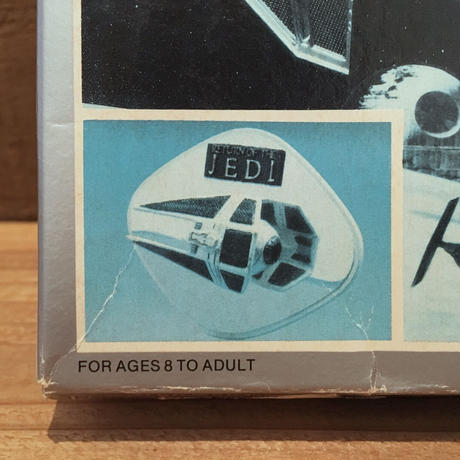 RETURN OF THE
JEDI
FOR AGES 8 TO ADULT